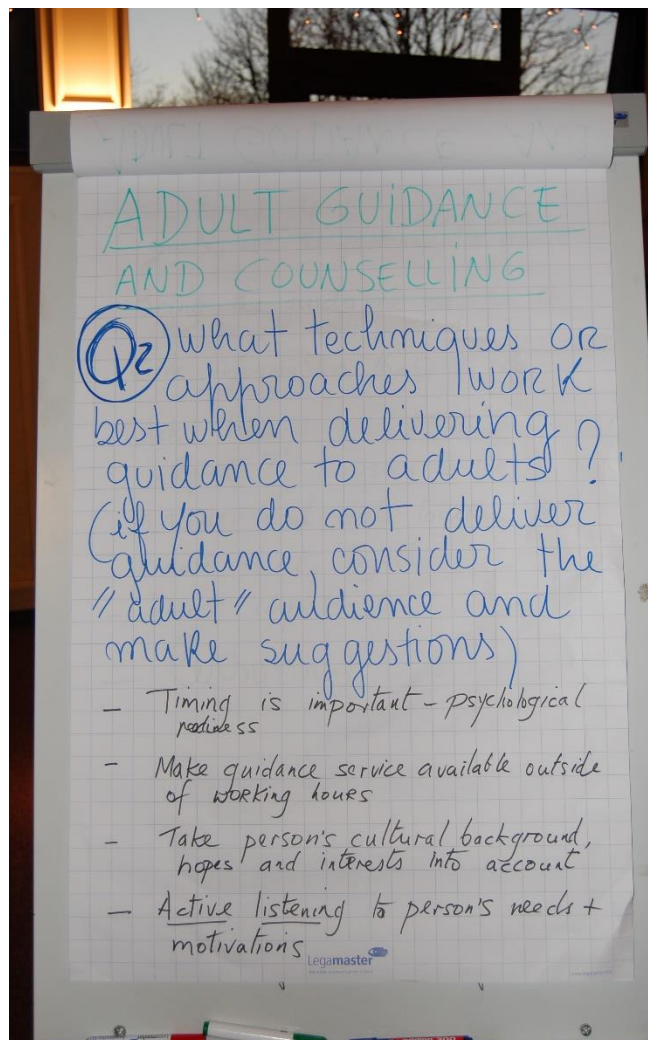 ADULT GUIDANCE
AND COUNSELLING
Q2 What techniques or
approaches work
best when delivering
guidance to adults?
(if you do not deliver
guidance, consider the
"adult" audience and
make suggestions)
- Timing is important - psychological
readiness
- Make guidance service available outside
of working hours
- Take person's cultural background,
hopes and interests into account
- Active listening to person's needs +
motivations
Legamaster